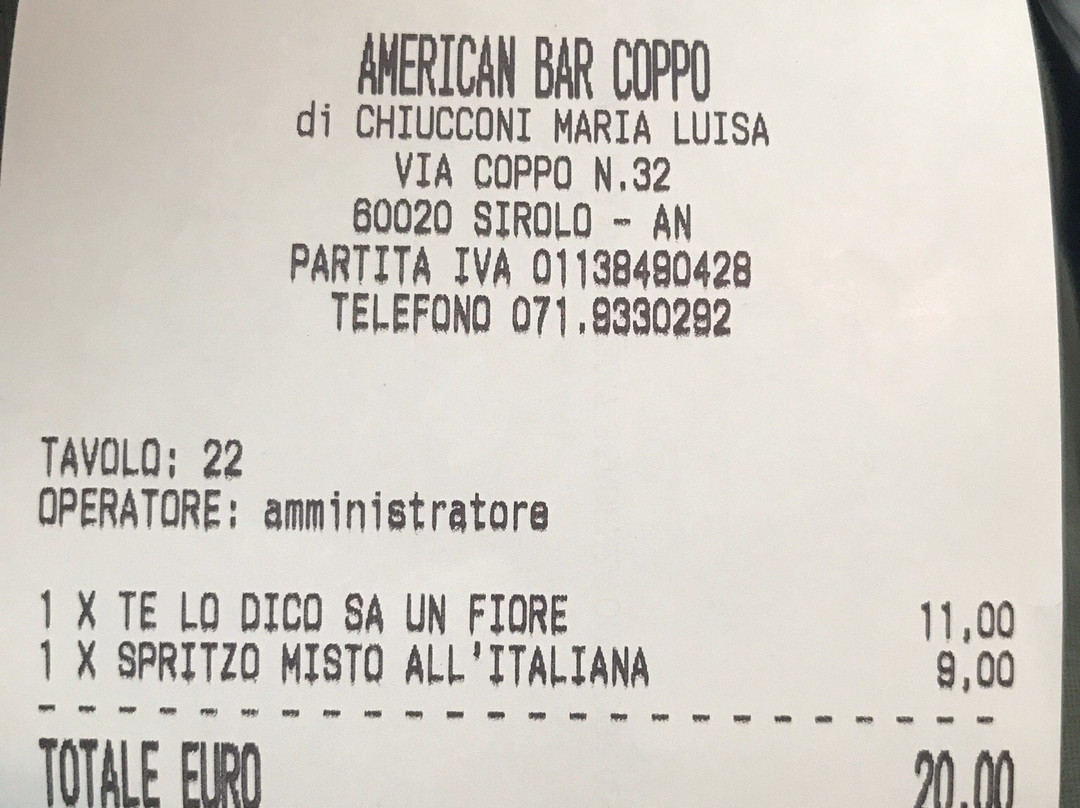 AMERICAN BAR COPPO
di CHIUCCONI MARIA LUISA
VIA COPPO N.32
60020 SIROLO - AN
PARTITA IVA 01138490428
TELEFONO 071.9330292
TAVOLO: 22
OPERATORE: amministratore
1 X TE LO DICO SA UN FIORE 11,00
1 X SPRITZO MISTO ALL'ITALIANA 9,00
TOTALE EURO 20,00